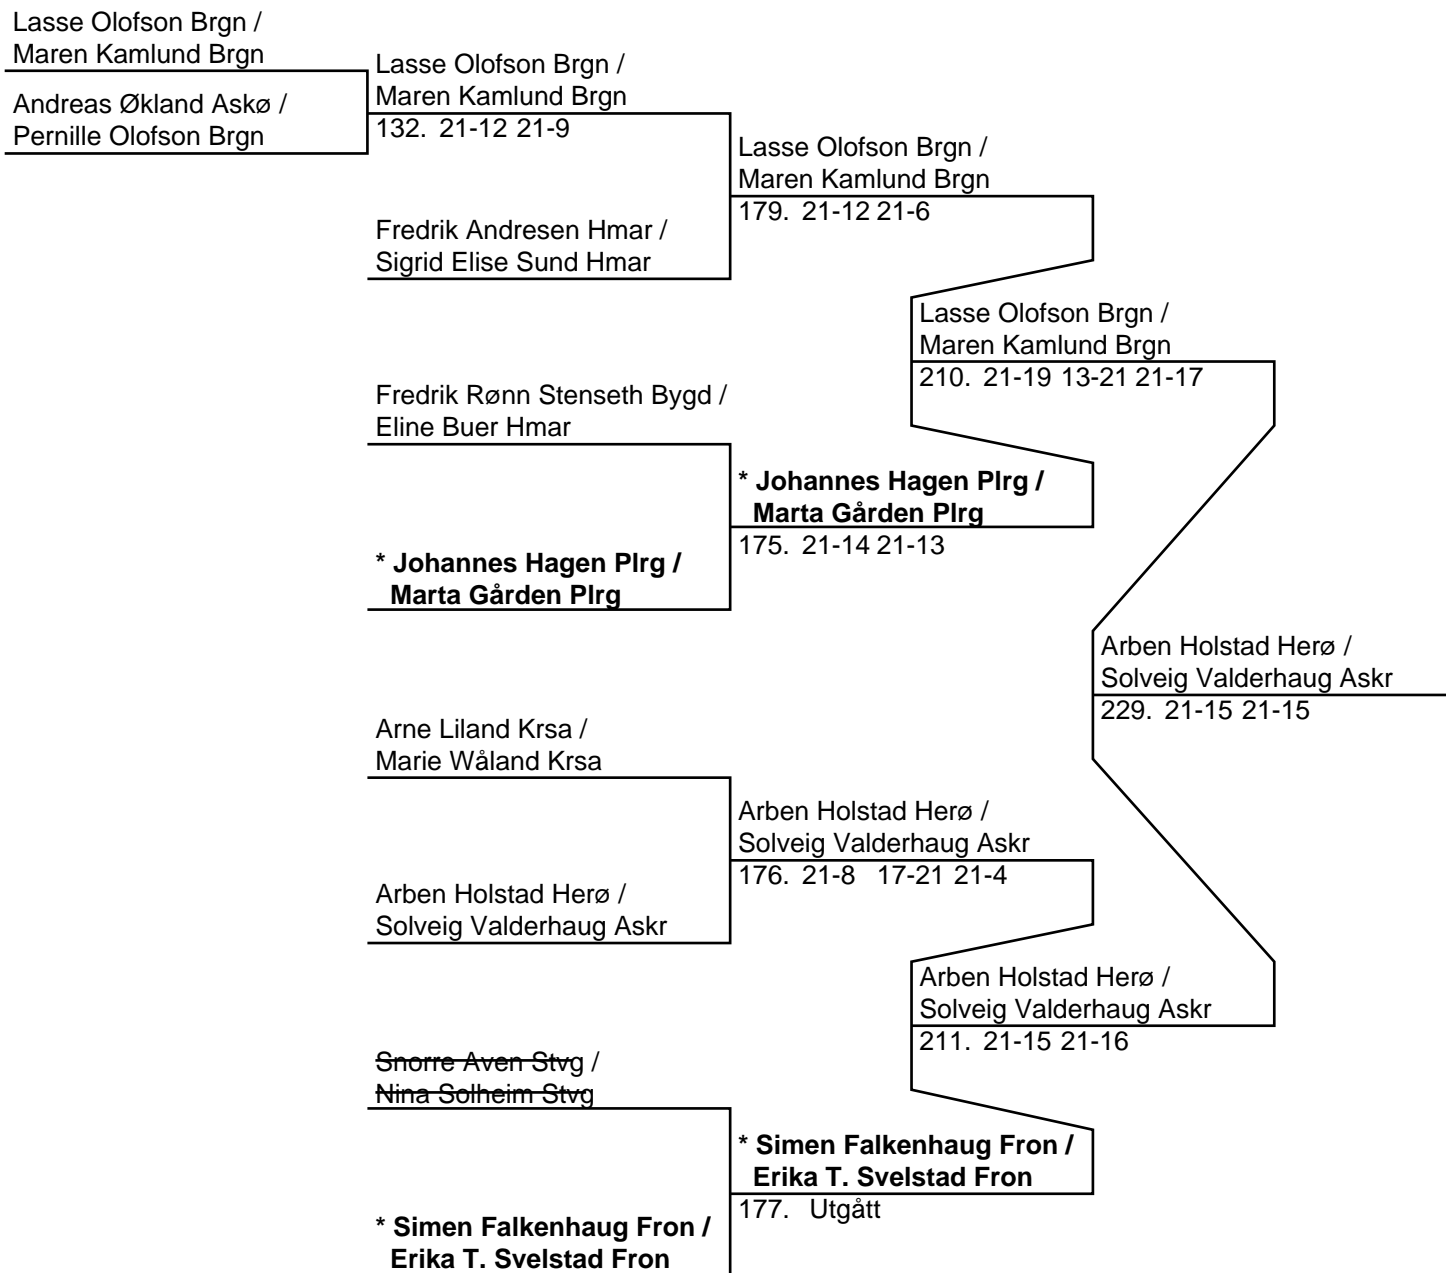 Lasse Olofson Brgn /
Maren Kamlund Brgn
Andreas Økland Askø /
Pernille Olofson Brgn
Lasse Olofson Brgn /
Maren Kamlund Brgn
132. 21-12 21-9
Fredrik Andresen Hmar /
Sigrid Elise Sund Hmar
Lasse Olofson Brgn /
Maren Kamlund Brgn
179. 21-12 21-6
Fredrik Rønn Stenseth Bygd /
Eline Buer Hmar
* Johannes Hagen Plrg /
Marta Gården Plrg
* Johannes Hagen Plrg /
Marta Gården Plrg
175. 21-14 21-13
Lasse Olofson Brgn /
Maren Kamlund Brgn
210. 21-19 13-21 21-17
Arne Liland Krsa /
Marie Wåland Krsa
Arben Holstad Herø /
Solveig Valderhaug Askr
Arben Holstad Herø /
Solveig Valderhaug Askr
176. 21-8 17-21 21-4
Snorre Aven Stvg /
Nina Solheim Stvg
* Simen Falkenhaug Fron /
Erika T. Svelstad Fron
* Simen Falkenhaug Fron /
Erika T. Svelstad Fron
177. Utgått
Arben Holstad Herø /
Solveig Valderhaug Askr
211. 21-15 21-16
Arben Holstad Herø /
Solveig Valderhaug Askr
229. 21-15 21-15